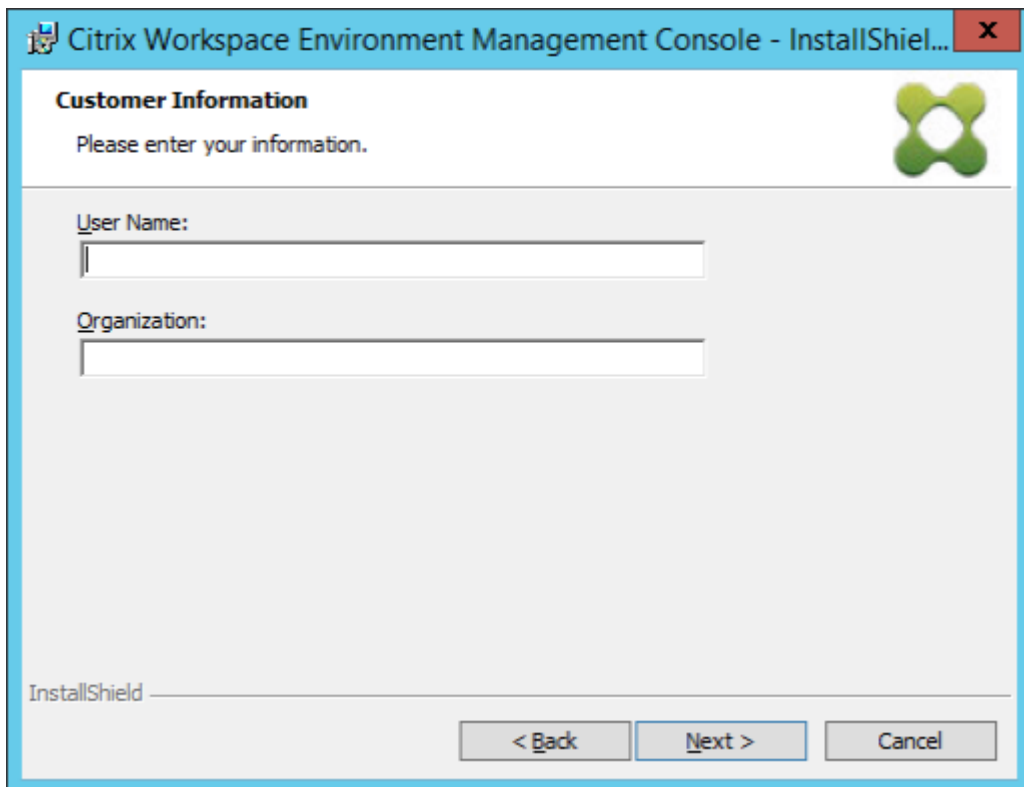 Citrix Workspace Environment Management Console - InstallShiel...
x
Customer Information
Please enter your information.
User Name:
Organization:
InstallShield
< Back
Next >
Cancel